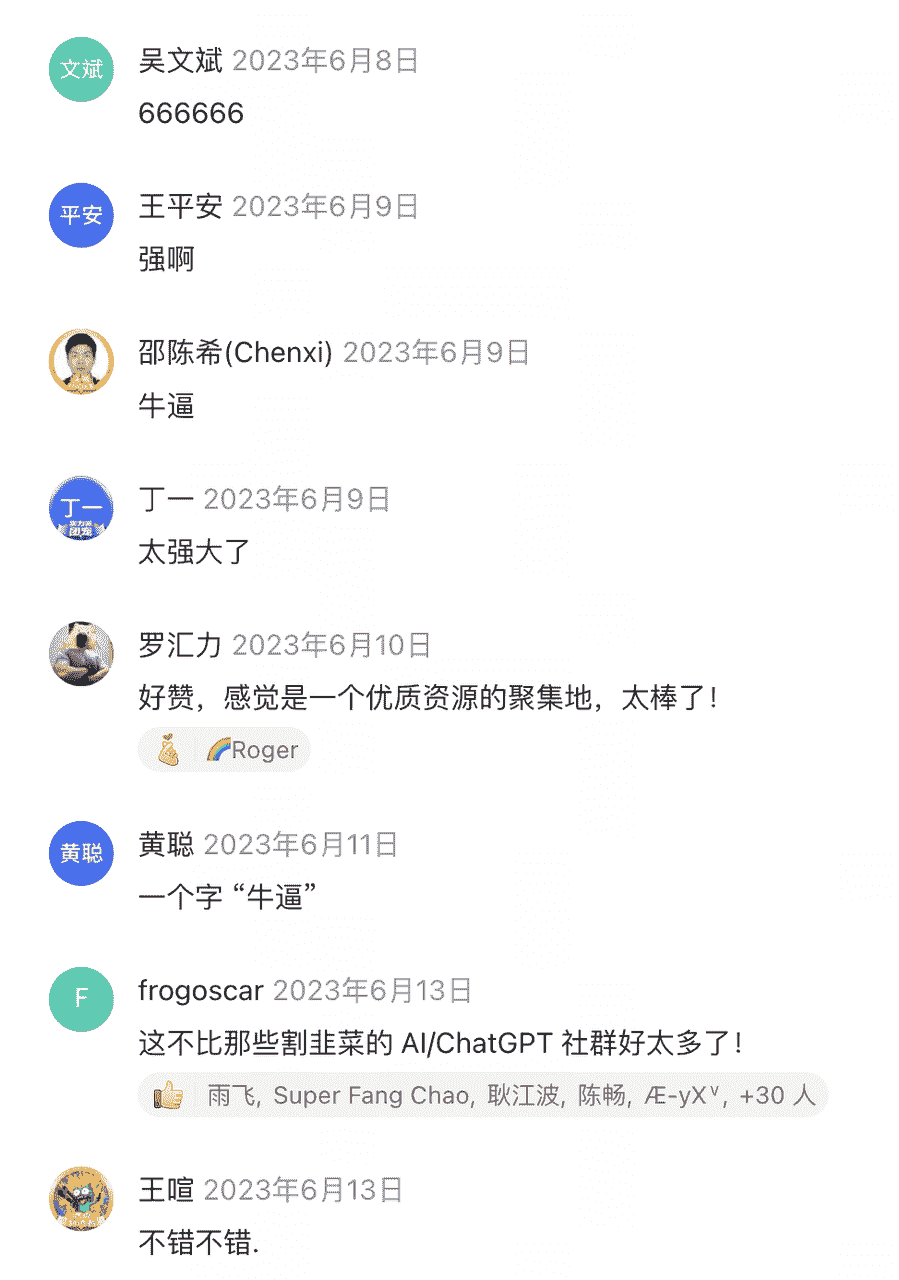 文斌
吴文斌 2023年6月8日
666666
平安
王平安 2023年6月9日
强啊
邵陈希(Chenxi) 2023年6月9日
牛逼
丁一
团宠
丁一 2023年6月9日
太强大了
罗汇力 2023年6月10日
好赞，感觉是一个优质资源的聚集地，太棒了！
🌈Roger
黄聪
黄聪 2023年6月11日
一个字 “牛逼”
F
frogoscar 2023年6月13日
这不比那些割韭菜的 AI/ChatGPT 社群好太多了！
雨飞, Super Fang Chao, 耿江波, 陈畅, Æ-yXⱽ, +30 人
王喧 2023年6月13日
不错不错.